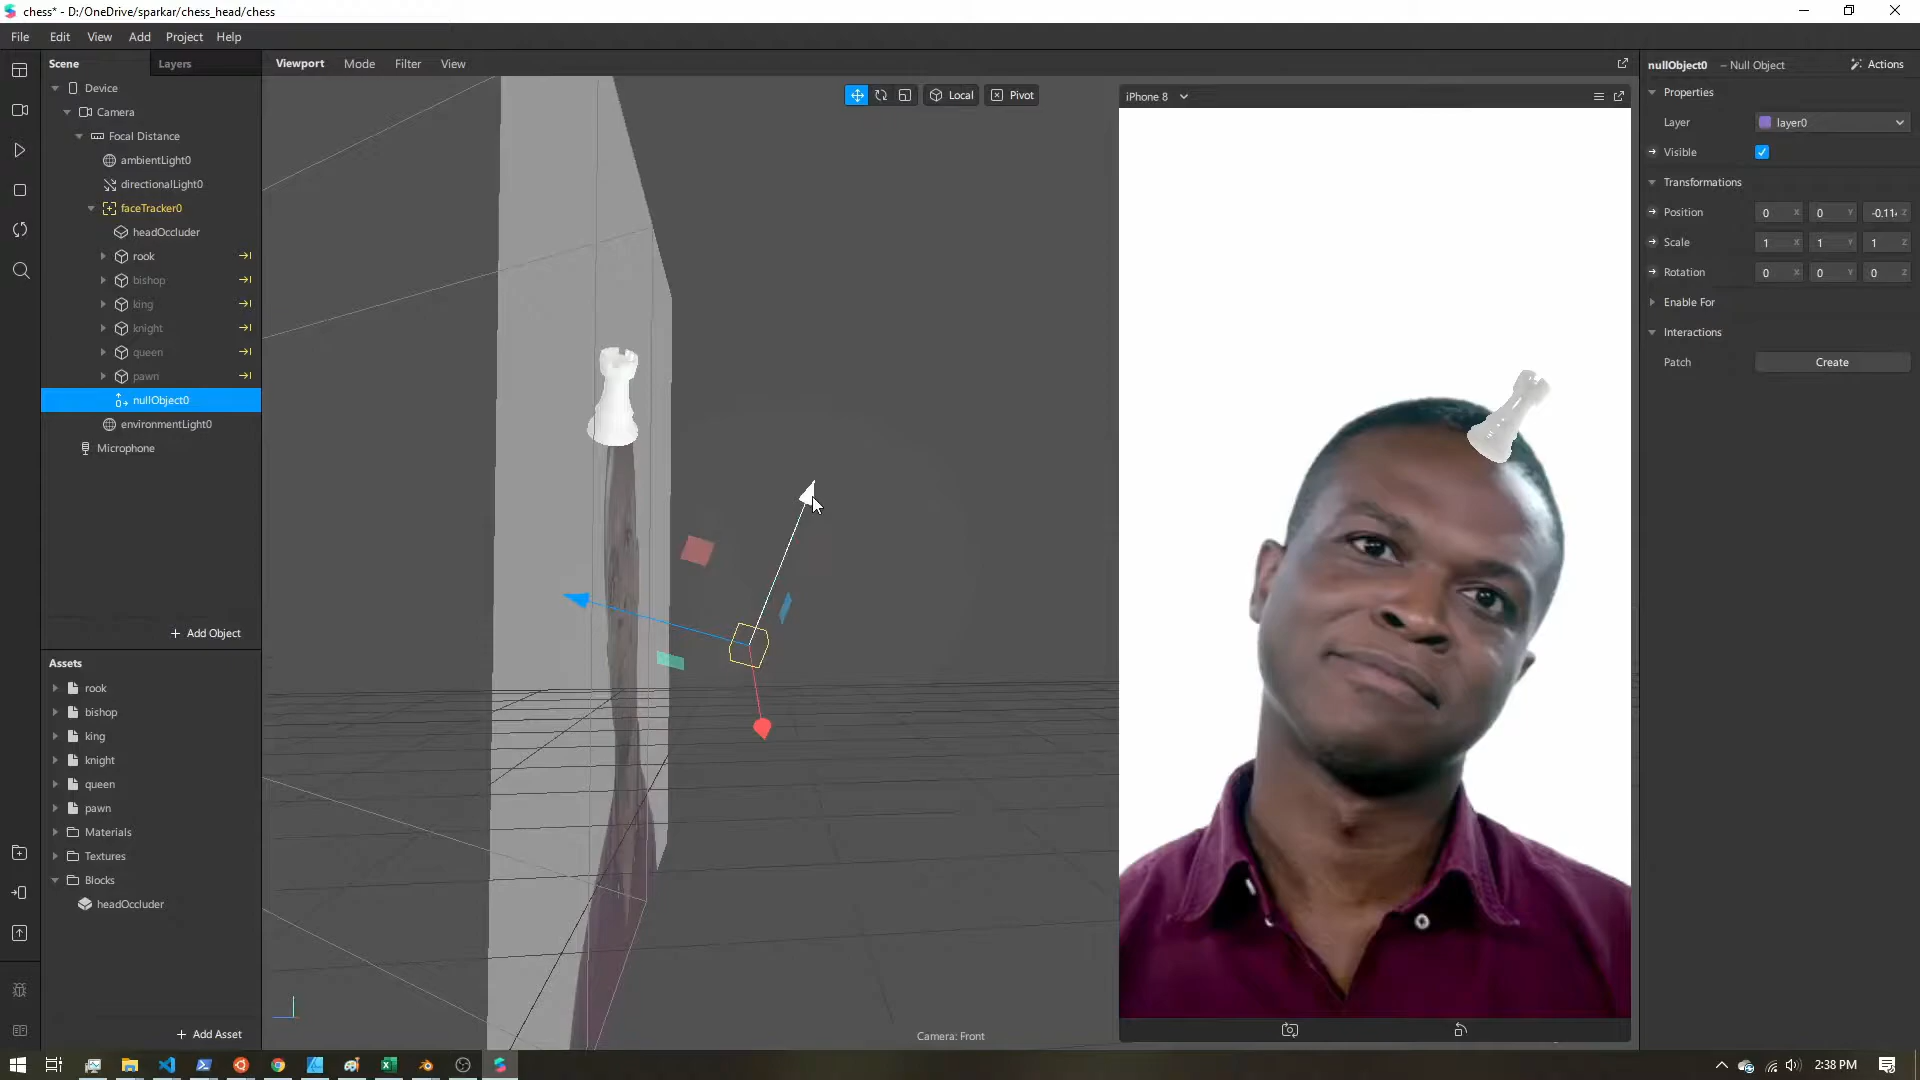 chess* - D:/OneDrive/sparkar/chess_head/chess
File Edit View Add Project Help
Scene Layers
Device
Camera
Focal Distance
ambientLight0
directionalLight0
faceTracker0
headOccluder
rook
bishop
king
knight
queen
pawn
nullObject0
environmentLight0
Microphone
+ Add Object
Assets
rook
bishop
king
knight
queen
pawn
Materials
Textures
Blocks
headOccluder
+ Add Asset
Viewport Mode Filter View
Local Pivot
Camera: Front
iPhone 8
nullObject0 – Null Object Actions
Properties
Layer layer0
Visible
Transformations
Position 0 X 0 Y -0.11 Z
Scale 1 X 1 Y 1 Z
Rotation 0 X 0 Y 0 Z
Enable For
Interactions
Patch Create
2:38 PM